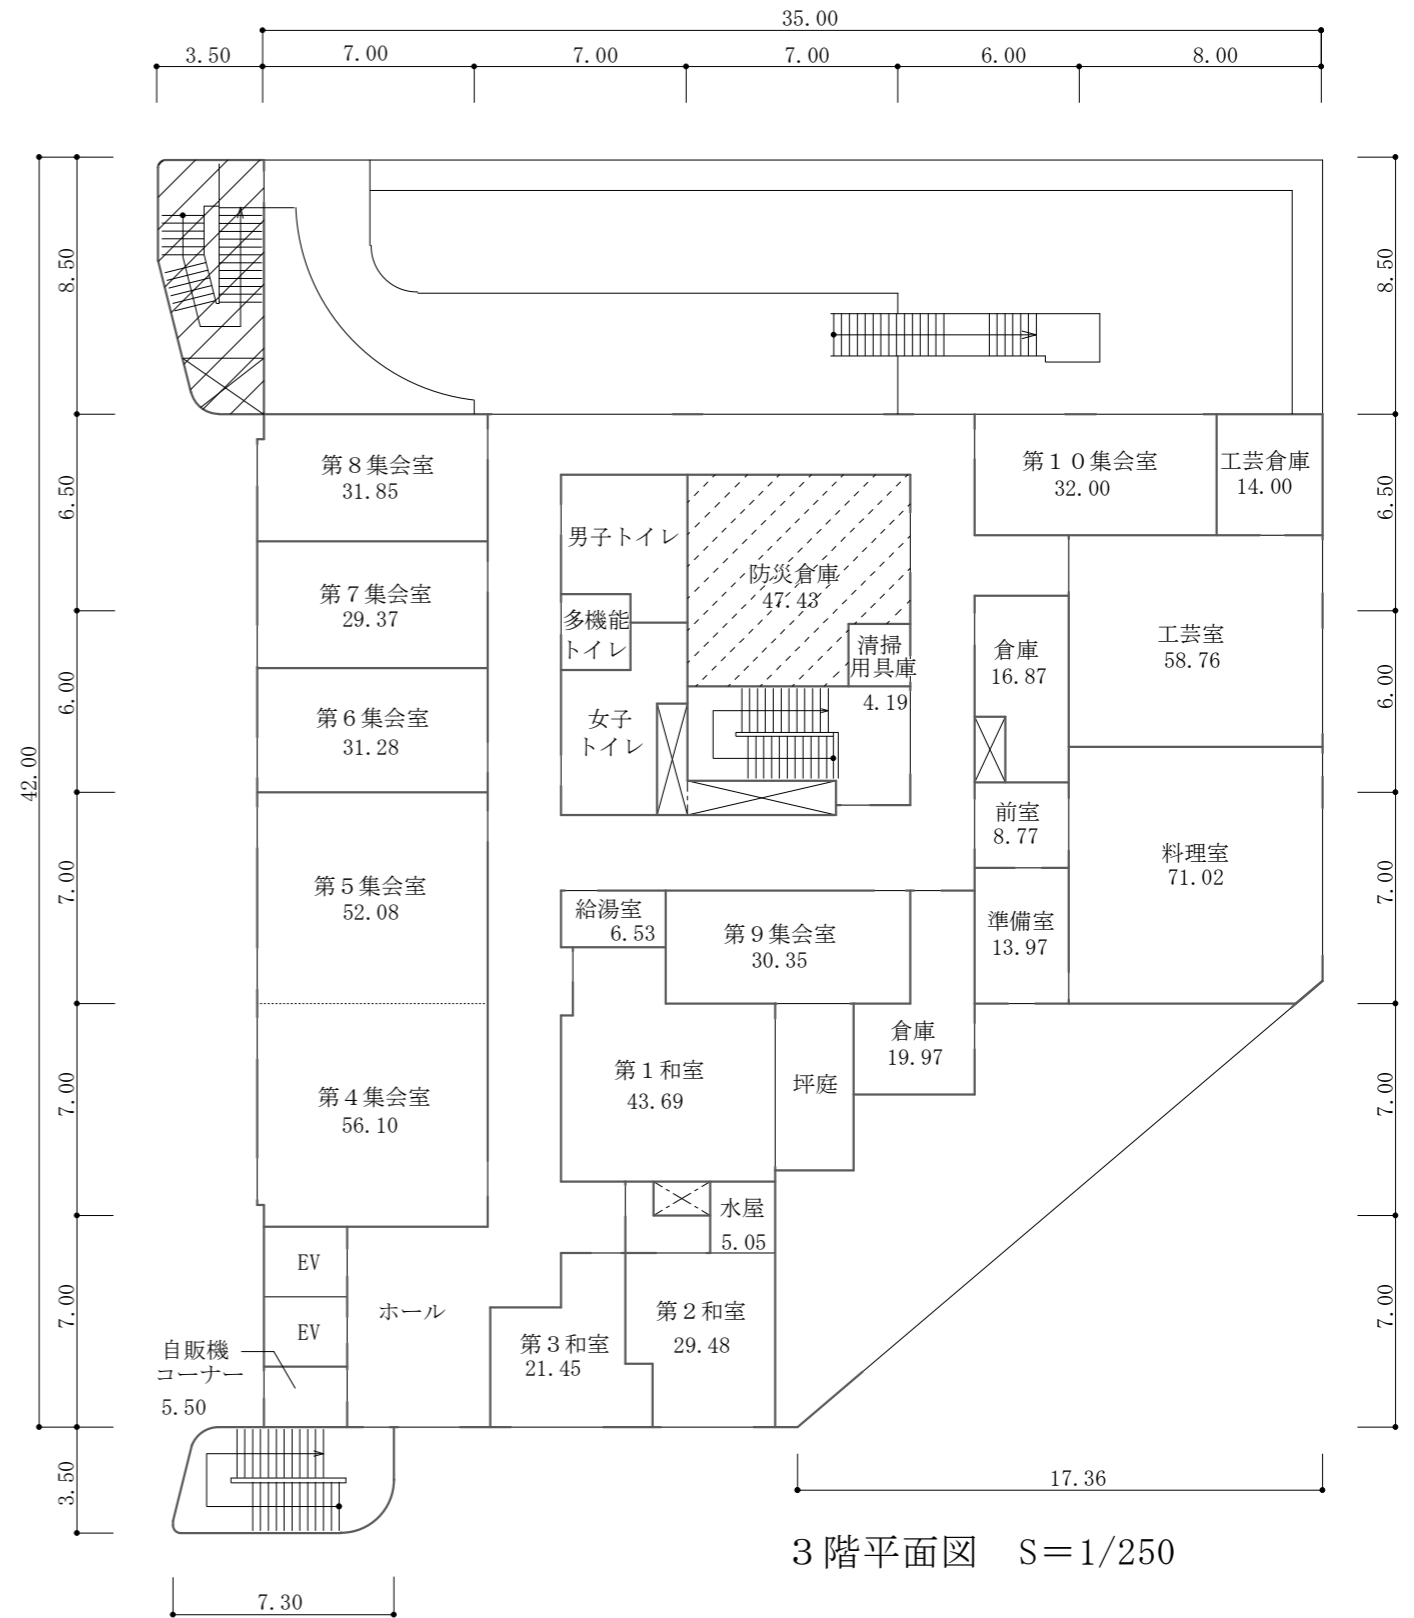 35.00
3.50
7.00
7.00
7.00
6.00
8.00
8.50
8.50
第８集会室
31.85
第１０集会室
32.00
工芸倉庫
14.00
6.50
6.50
男子トイレ
防災倉庫
47.43
第７集会室
29.37
多機能
トイレ
清掃
用具庫
4.19
倉庫
16.87
工芸室
58.76
6.00
6.00
第６集会室
31.28
女子
トイレ
42.00
前室
8.77
料理室
71.02
7.00
7.00
第５集会室
52.08
給湯室
6.53
第９集会室
30.35
準備室
13.97
倉庫
19.97
第１和室
43.69
坪庭
7.00
7.00
第４集会室
56.10
水屋
5.05
EV
EV
ホール
第２和室
29.48
第３和室
21.45
7.00
7.00
自販機
コーナー
5.50
3.50
17.36
３階平面図　S＝1/250
7.30